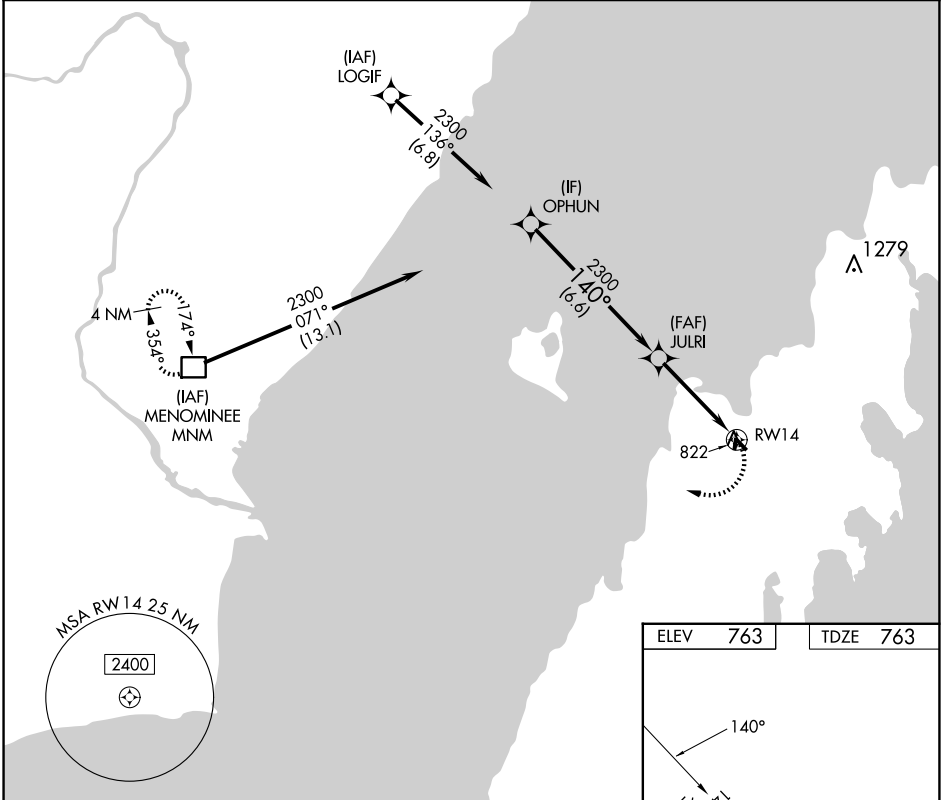 (IAF)
LOGIF
2300
136°
(6.8)
(IF)
OPHUN
2300
140°
(6.6)
1279
2300
071°
(13.1)
4 NM
174°
354°
(IAF)
MENOMINEE
MNM
(FAF)
JULRI
822
RW14
MSA RW14 25 NM
2400
ELEV 763
TDZE 763
140°